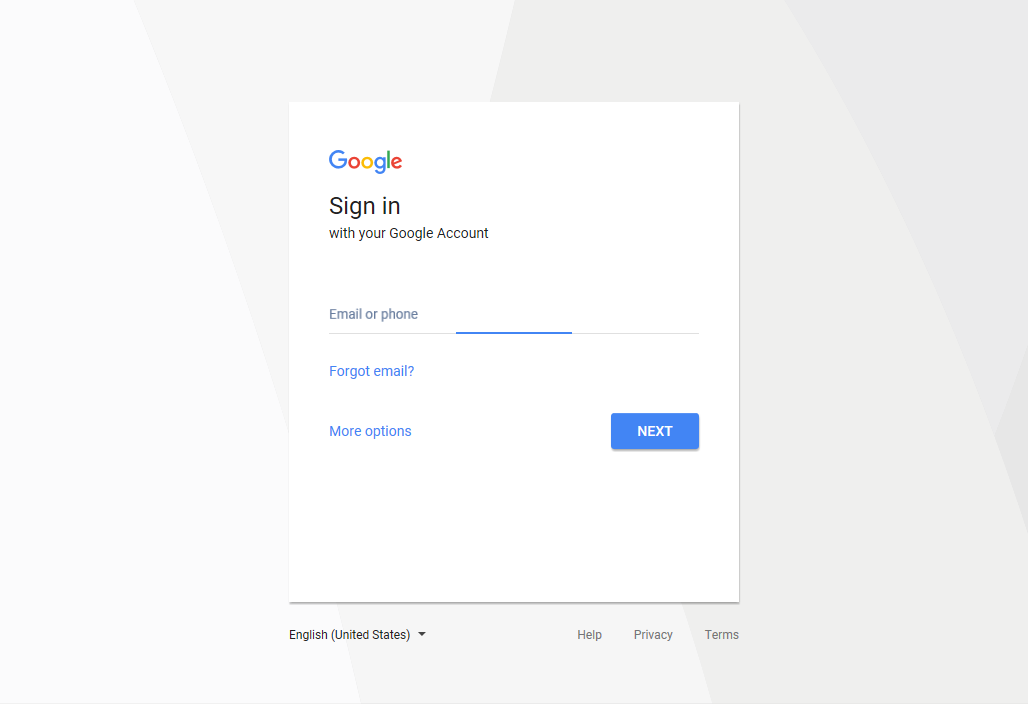 Google
Sign in
with your Google Account
Email or phone
Forgot email?
More options
NEXT
English (United States)
Help
Privacy
Terms